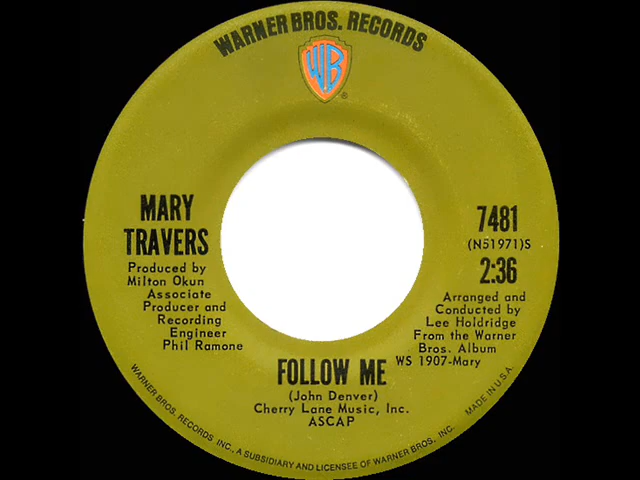 WARNER BROS. RECORDS
WB
®
MARY
TRAVERS
Produced by
Milton Okun
Associate
Producer and
Recording
Engineer
Phil Ramone
7481
(N51971)S
2:36
Arranged and
Conducted by
Lee Holdridge
From the Warner
Bros. Album
WS 1907-Mary
FOLLOW ME
(John Denver)
Cherry Lane Music, Inc.
ASCAP
WARNER BROS. RECORDS INC., A SUBSIDIARY AND LICENSEE OF WARNER BROS. INC.
MADE IN U.S.A.